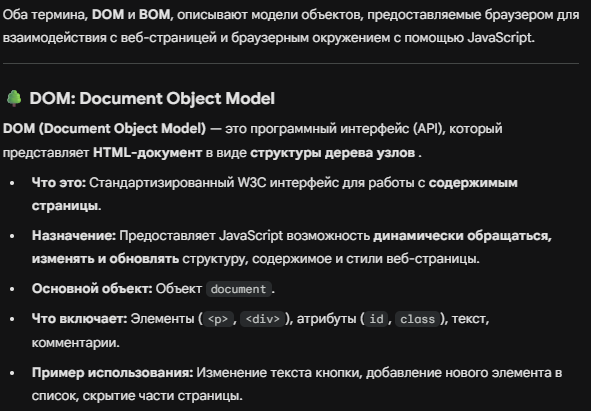 Оба термина, DOM и BOM, описывают модели объектов, предоставляемые браузером для
взаимодействия с веб-страницей и браузерным окружением с помощью JavaScript.
DOM: Document Object Model
DOM (Document Object Model) — это программный интерфейс (API), который
представляет HTML-документ в виде структуры дерева узлов .
• Что это: Стандартизированный W3C интерфейс для работы с содержимым
страницы.
• Назначение: Предоставляет JavaScript возможность динамически обращаться,
изменять и обновлять структуру, содержимое и стили веб-страницы.
• Основной объект: Объект document.
• Что включает: Элементы (<p>, <div>), атрибуты (id, class), текст,
комментарии.
• Пример использования: Изменение текста кнопки, добавление нового элемента в
список, скрытие части страницы.